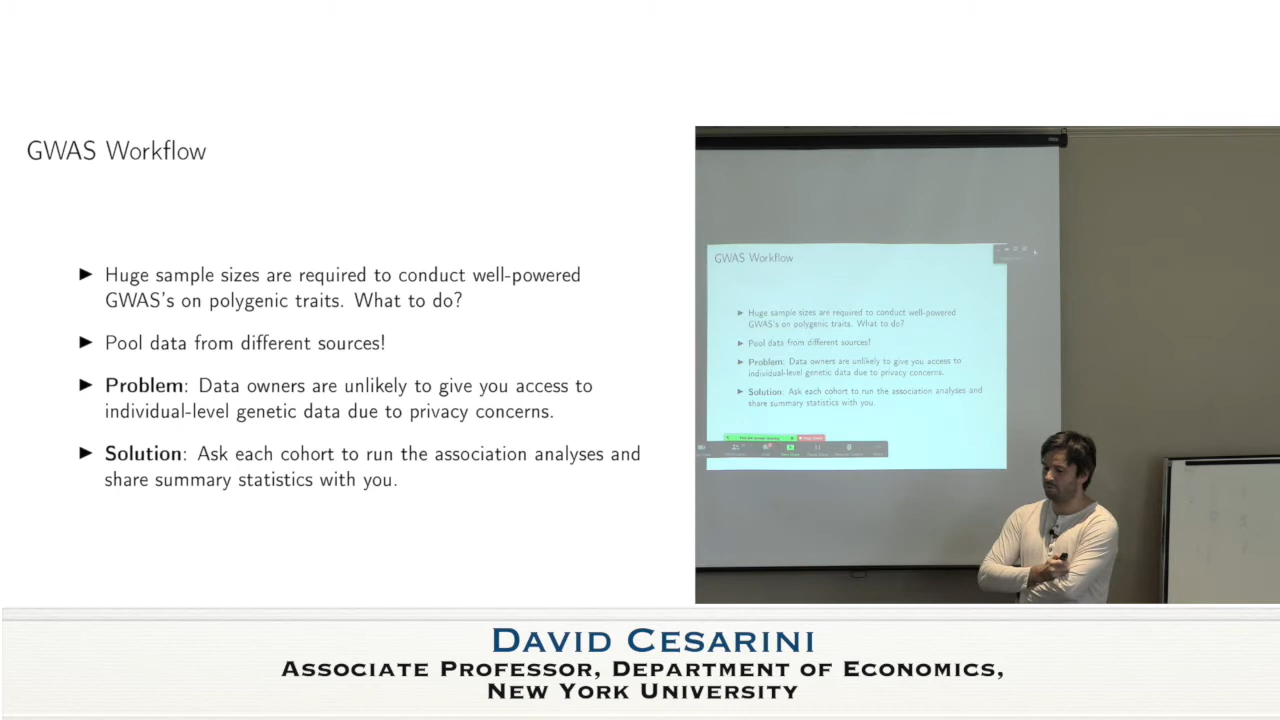 GWAS Workflow
Huge sample sizes are required to conduct well-powered
GWAS's on polygenic traits. What to do?
Pool data from different sources!
Problem: Data owners are unlikely to give you access to
individual-level genetic data due to privacy concerns.
Solution: Ask each cohort to run the association analyses and
share summary statistics with you.
GWAS Workflow
Huge sample sizes are required to conduct well-powered
GWAS's on polygenic traits. What to do?
Pool data from different sources!
Problem: Data owners are unlikely to give you access to
individual-level genetic data due to privacy concerns.
Solution: Ask each cohort to run the association analyses and
share summary statistics with you.
DAVID CESARINI
ASSOCIATE PROFESSOR, DEPARTMENT OF ECONOMICS,
NEW YORK UNIVERSITY